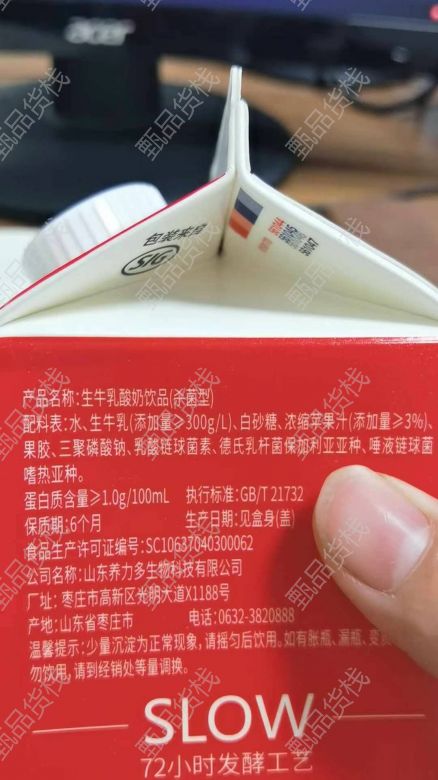 acer
包装来自
SIG
产品名称:生牛乳酸奶饮品(杀菌型)
配料表:水、生牛乳(添加量≥300g/L)、白砂糖、浓缩苹果汁(添加量≥3%)、
果胶、三聚磷酸钠、乳酸链球菌素、德氏乳杆菌保加利亚亚种、唾液链球菌
嗜热亚种。
蛋白质含量≥1.0g/100mL 执行标准:GB/T 21732
保质期:6个月 生产日期:见盒身(盖)
食品生产许可证编号:SC10637040300062
公司名称:山东养力多生物科技有限公司
厂址:枣庄市高新区光明大道X1188号
产地:山东省枣庄市 电话:0632-3820888
温馨提示:少量沉淀为正常现象,请摇匀后饮用。如有胀瓶、漏瓶、
勿饮用,请到经销处等量调换。
SLOW
72小时发酵工艺
甄品货栈